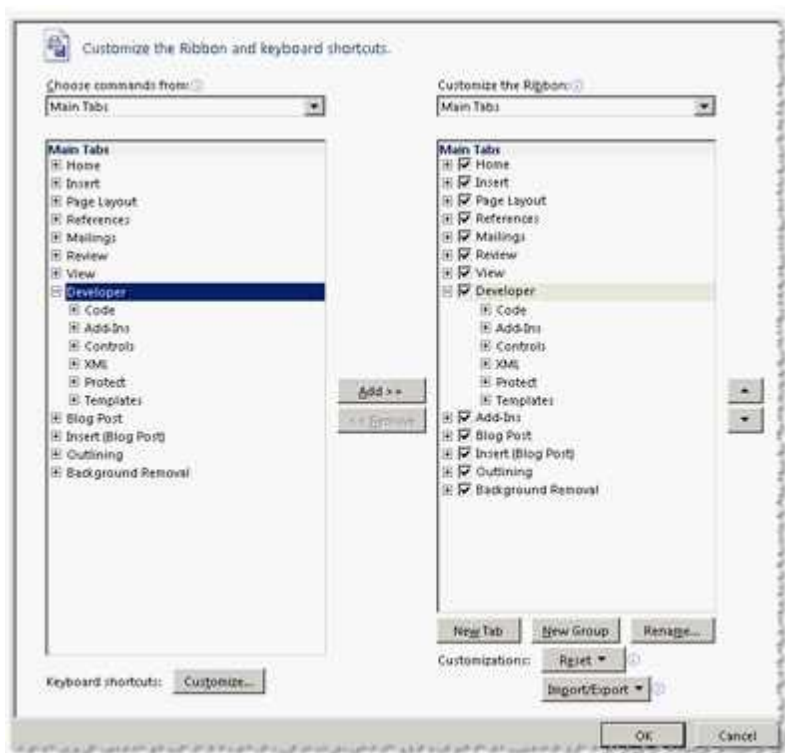 Customize the Ribbon and keyboard shortcuts.
Choose commands from:
Main Tabs
Main Tabs
Home
Insert
Page Layout
References
Mailings
Review
View
Developer
Code
Add-Ins
Controls
XML
Protect
Templates
Blog Post
Insert (Blog Post)
Outlining
Background Removal
Keyboard shortcuts: Customize...
Add >>
<< Remove
Customize the Ribbon:
Main Tabs
Main Tabs
Home
Insert
Page Layout
References
Mailings
Review
View
Developer
Code
Add-Ins
Controls
XML
Protect
Templates
Add-Ins
Blog Post
Insert (Blog Post)
Outlining
Background Removal
New Tab New Group Rename...
Customizations: Reset
Import/Export
OK Cancel